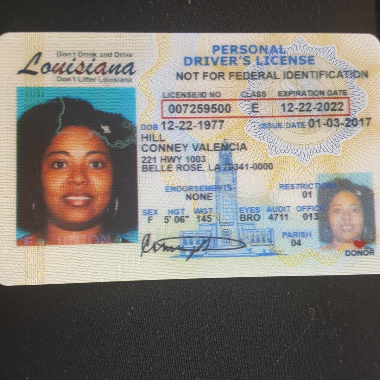 Don't Drink and Drive
Louisiana
Don't Litter Louisiana
PERSONAL
DRIVER'S LICENSE
NOT FOR FEDERAL IDENTIFICATION
LICENSE/ID NO CLASS EXPIRATION DATE
007259500 E 12-22-2022
DOB 12-22-1977 ISSUE DATE 01-03-2017
HILL
CONNEY VALENCIA
221 HWY 1003
BELLE ROSE, LA 70341-0000
ENDORSEMENTS RESTRICTIONS
NONE 01
SEX HGT WGT EYES AUDIT OFFICE
F 5' 06" 145 BRO 4711 013
PARISH
04
DONOR